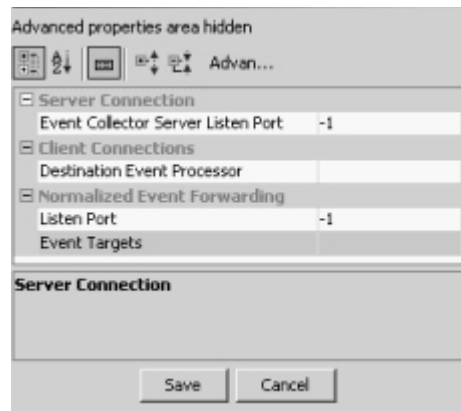 Advanced properties area hidden
Advan...
Server Connection
Event Collector Server Listen Port -1
Client Connections
Destination Event Processor
Normalized Event Forwarding
Listen Port -1
Event Targets
Server Connection
Save Cancel